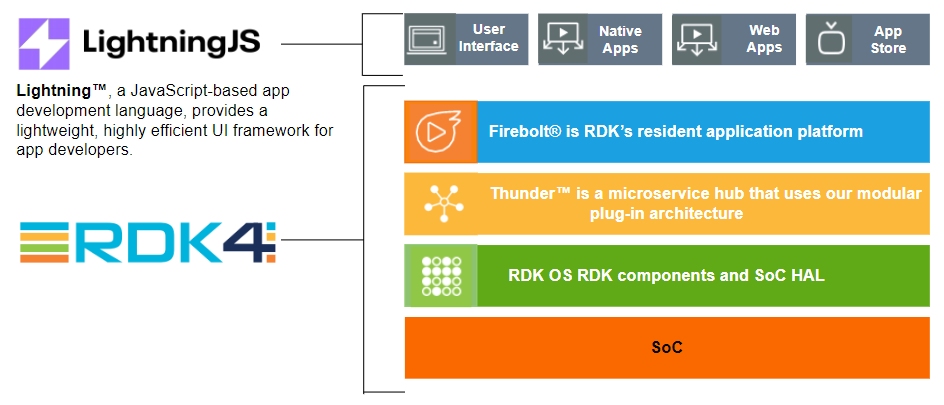 LightningJS
User
Interface
Native
Apps
Web
Apps
App
Store
Lightning™, a JavaScript-based app
development language, provides a
lightweight, highly efficient UI framework for
app developers.
Firebolt® is RDK's resident application platform
Thunder™ is a microservice hub that uses our modular
plug-in architecture
RDK4
RDK OS RDK components and SoC HAL
SoC